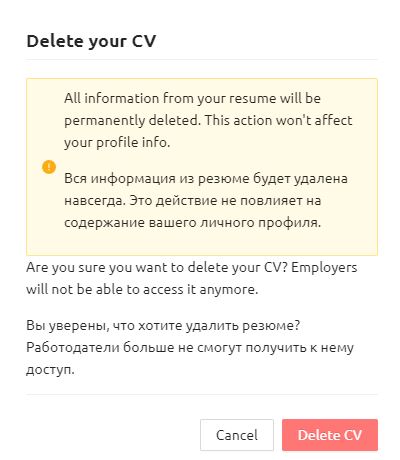 Delete your CV
All information from your resume will be
permanently deleted. This action won't affect
your profile info.
Вся информация из резюме будет удалена
навсегда. Это действие не повлияет на
содержание вашего личного профиля.
Are you sure you want to delete your CV? Employers
will not be able to access it anymore.
Вы уверены, что хотите удалить резюме?
Работодатели больше не смогут получить к нему
доступ.
Cancel
Delete CV